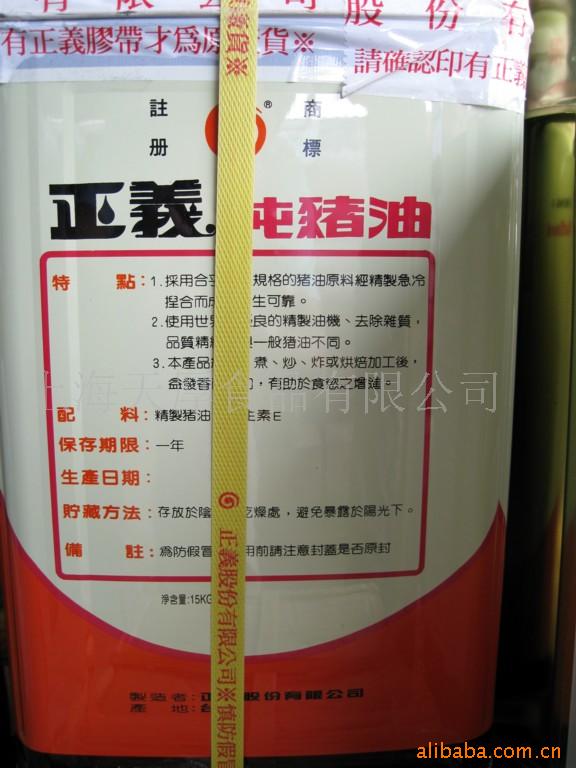 有限公司股份有
有正義膠帶才為原 貨※
請確認印有正義
註冊
商標
®
正義 純豬油
特 點：1.採用合 規格的猪油原料經精製急冷
捏合而成 生可靠。
2.使用世 良的精製油機、去除雜質，
品質精 一般猪油不同。
3.本產品 煮、炒、炸或烘焙加工後，
益發香 ，有助於食慾之增進。
配 料：精製猪油 生素E
保存期限：一年
生產日期：
貯藏方法：存放於陰 乾燥處，避免暴露於陽光下。
備 註：為防假冒 用前請注意封蓋是否原封
淨含量:15KG
製造者:正 股份有限公司
產 地:台
義貨※
正義股份有限公司※慎防假冒
上海天 食品有限公司
alibaba.com.cn